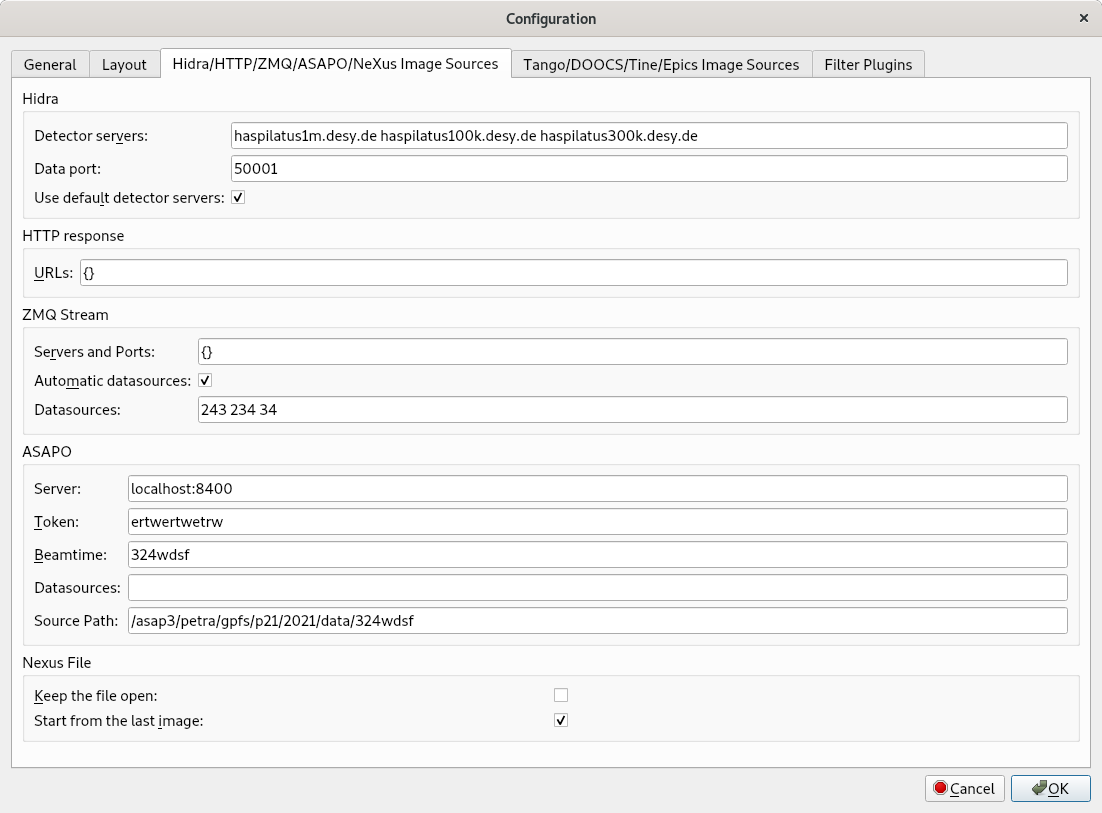 Configuration
General Layout Hidra/HTTP/ZMQ/ASAPO/NeXus Image Sources Tango/DOOCS/Tine/Epics Image Sources Filter Plugins
Hidra
Detector servers: haspilatus1m.desy.de haspilatus100k.desy.de haspilatus300k.desy.de
Data port: 50001
Use default detector servers:
HTTP response
URLs: {}
ZMQ Stream
Servers and Ports: {}
Automatic datasources:
Datasources: 243 234 34
ASAPO
Server: localhost:8400
Token: ertwertwetrw
Beamtime: 324wdsf
Datasources:
Source Path: /asap3/petra/gpfs/p21/2021/data/324wdsf
Nexus File
Keep the file open:
Start from the last image:
Cancel OK